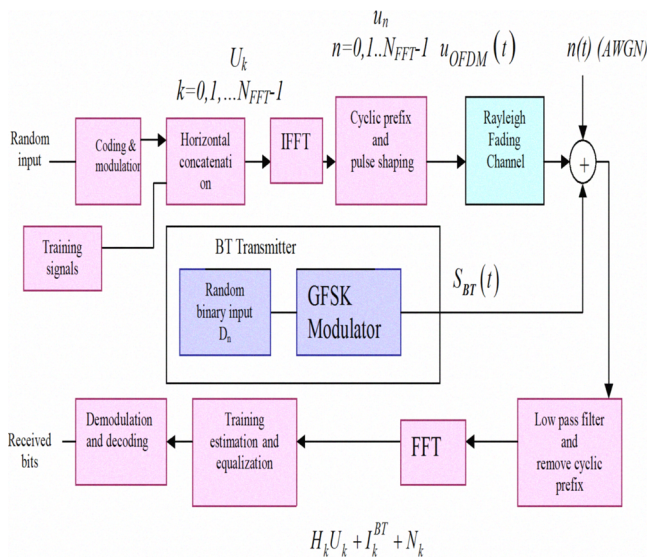 u_n
n=0,1..N_FFT-1 u_OFDM(t)
n(t) (AWGN)
U_k
k=0,1,...N_FFT-1
Random
input
Coding &
modulation
Horizontal
concatenati
on
IFFT
Cyclic prefix
and
pulse shaping
Rayleigh
Fading
Channel
+
Training
signals
BT Transmitter
Random
binary input
D_n
GFSK
Modulator
S_BT(t)
Received
bits
Demodulation
and decoding
Training
estimation and
equalization
FFT
Low pass filter
and
remove cyclic
prefix
H_k U_k + I_k^BT + N_k